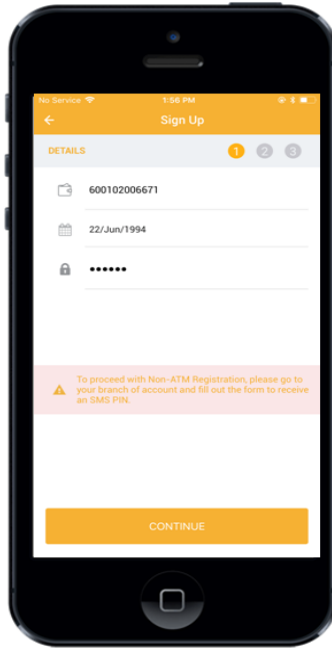 No Service 1:56 PM
Sign Up
DETAILS 1 2 3
600102006671
22/Jun/1994
••••••
To proceed with Non-ATM Registration, please go to
your branch of account and fill out the form to receive
an SMS PIN.
CONTINUE